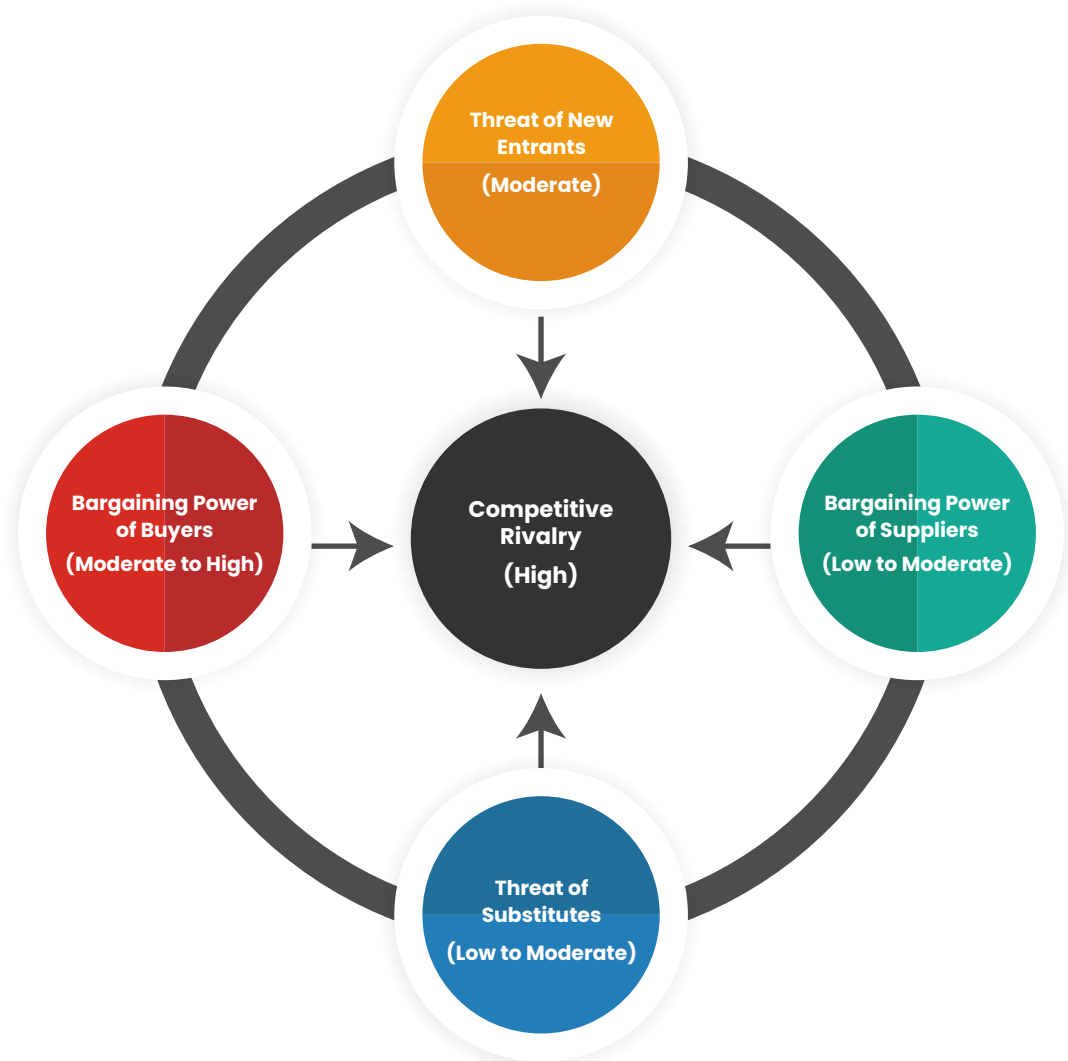 Threat of New
Entrants
(Moderate)
Bargaining Power
of Buyers
(Moderate to High)
Competitive
Rivalry
(High)
Bargaining Power
of Suppliers
(Low to Moderate)
Threat of
Substitutes
(Low to Moderate)